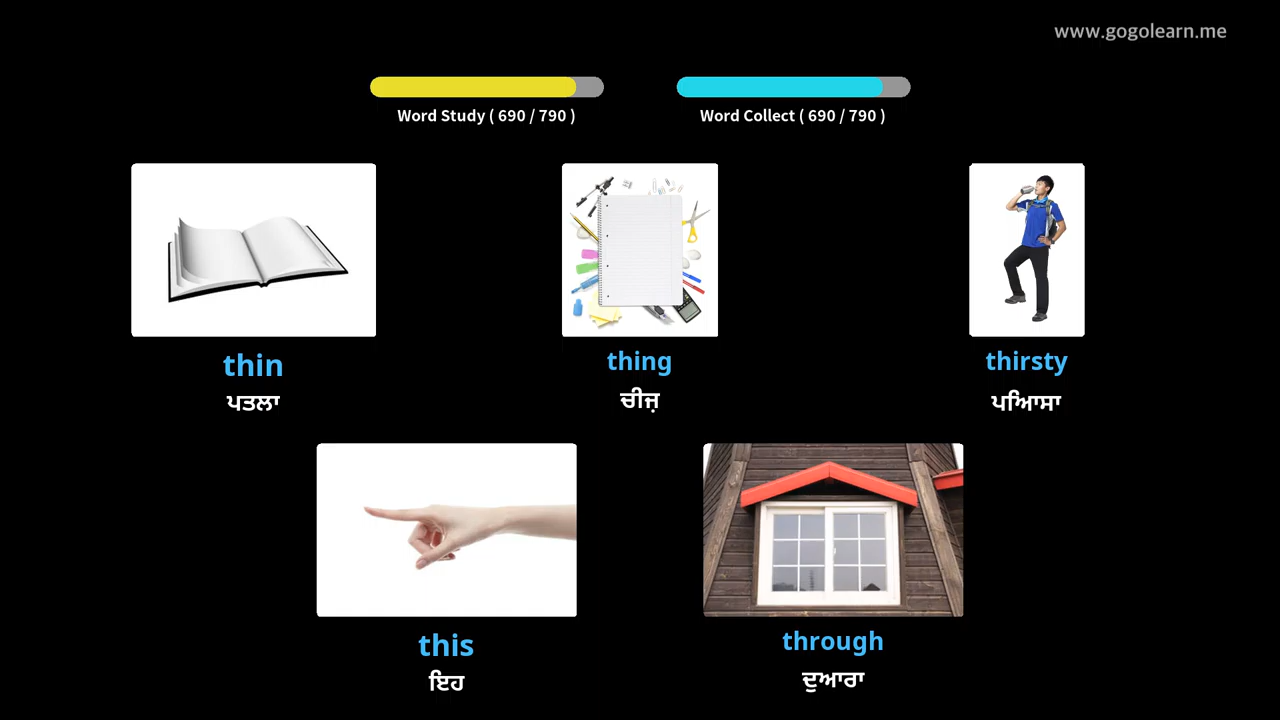 www.gogolearn.me
Word Study ( 690 / 790 )
Word Collect ( 690 / 790 )
thin
ਪਤਲਾ
thing
ਚੀਜ਼
thirsty
ਪਆਿਸਾ
this
ਇਹ
through
ਦੁਆਰਾ